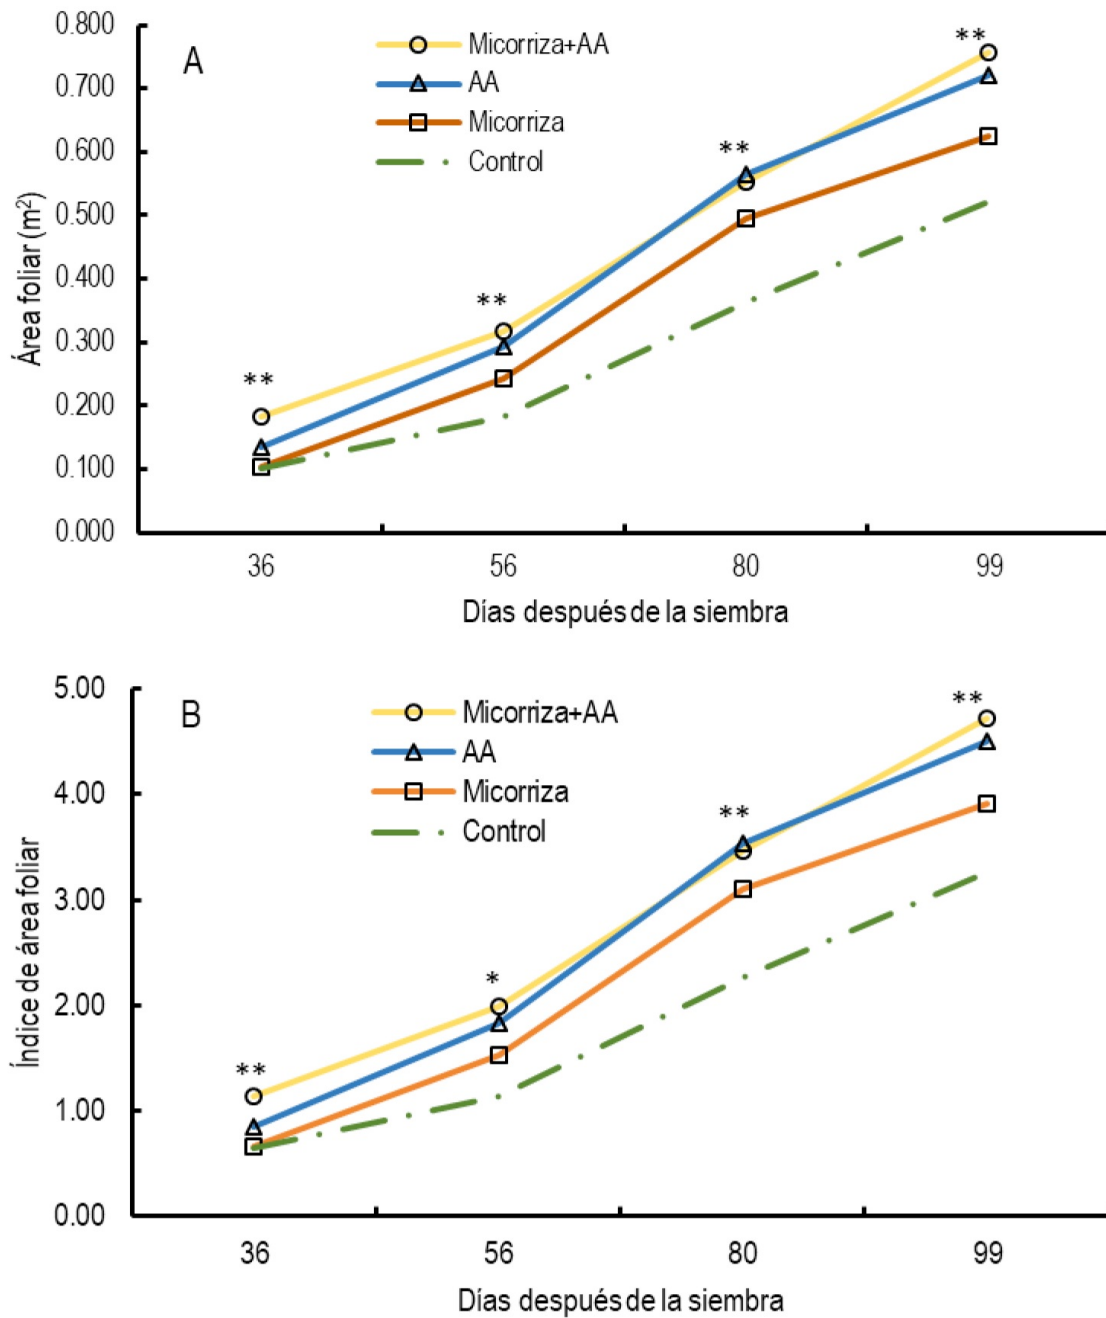 A
Micorriza+AA
AA
Micorriza
Control
Área foliar (m²)
0.800
0.700
0.600
0.500
0.400
0.300
0.200
0.100
0.000
**
**
**
**
36 56 80 99
Días después de la siembra
B
Micorriza+AA
AA
Micorriza
Control
Índice de área foliar
5.00
4.00
3.00
2.00
1.00
0.00
**
*
**
**
36 56 80 99
Días después de la siembra